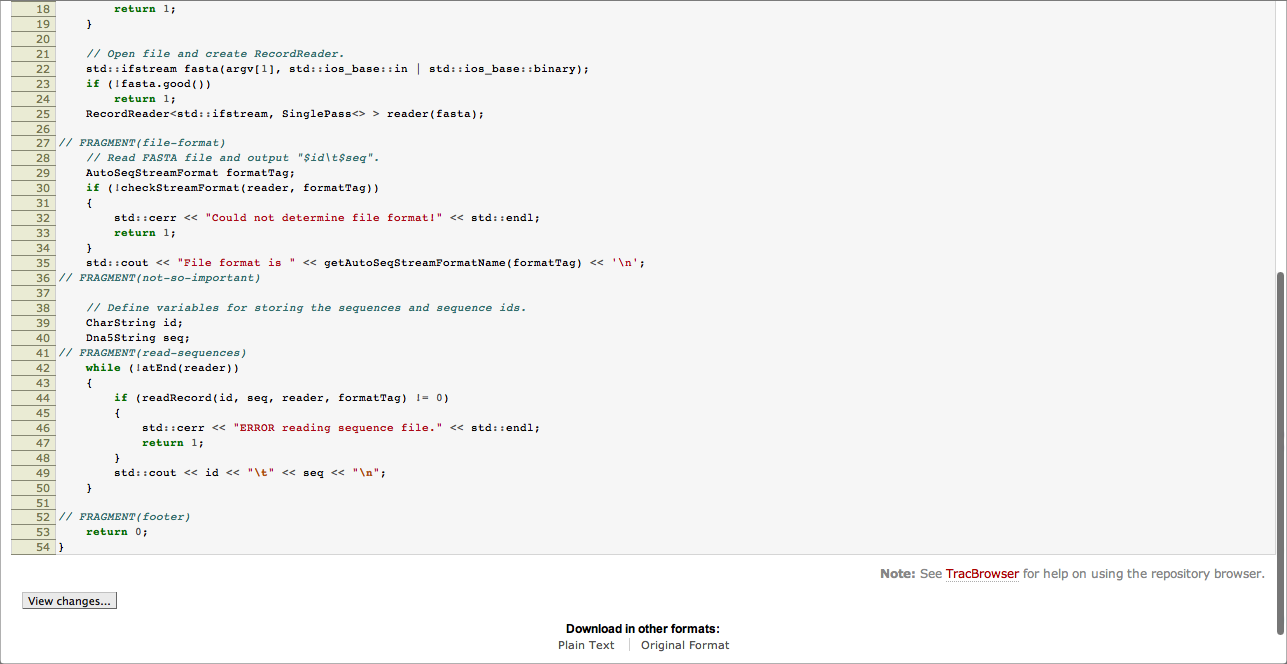 18 return 1;
19 }
20
21 // Open file and create RecordReader.
22 std::ifstream fasta(argv[1], std::ios_base::in | std::ios_base::binary);
23 if (!fasta.good())
24 return 1;
25 RecordReader<std::ifstream, SinglePass<> > reader(fasta);
26
27 // FRAGMENT(file-format)
28 // Read FASTA file and output "$id\t$seq".
29 AutoSeqStreamFormat formatTag;
30 if (!checkStreamFormat(reader, formatTag))
31 {
32 std::cerr << "Could not determine file format!" << std::endl;
33 return 1;
34 }
35 std::cout << "File format is " << getAutoSeqStreamFormatName(formatTag) << '\n';
36 // FRAGMENT(not-so-important)
37
38 // Define variables for storing the sequences and sequence ids.
39 CharString id;
40 Dna5String seq;
41 // FRAGMENT(read-sequences)
42 while (!atEnd(reader))
43 {
44 if (readRecord(id, seq, reader, formatTag) != 0)
45 {
46 std::cerr << "ERROR reading sequence file." << std::endl;
47 return 1;
48 }
49 std::cout << id << "\t" << seq << "\n";
50 }
51
52 // FRAGMENT(footer)
53 return 0;
54 }
Note: See TracBrowser for help on using the repository browser.
View changes...
Download in other formats:
Plain Text Original Format